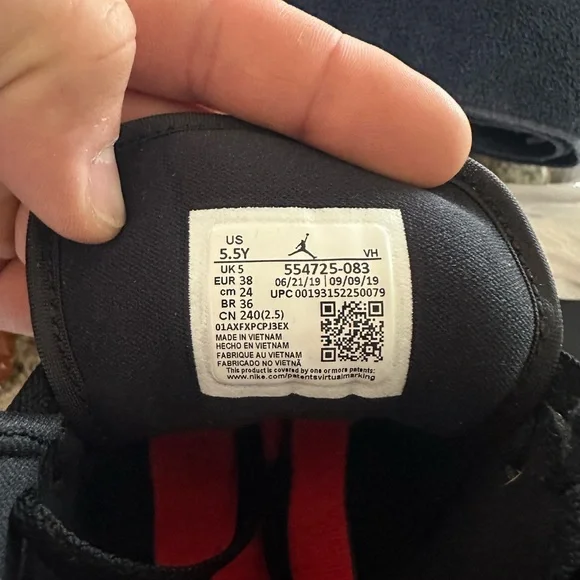 US
5.5Y VH
UK 5 554725-083
EUR 38 06/21/19 09/09/19
cm 24 UPC 00193152250079
BR 36
CN 240(2.5)
01AXFXPCPJ3EX
MADE IN VIETNAM
HECHO EN VIETNAM
FABRIQUE AU VIETNAM
FABRICADO NO VIETNÃ
This product is covered by one or more patents:
www.nike.com/patentsvirtualmarking